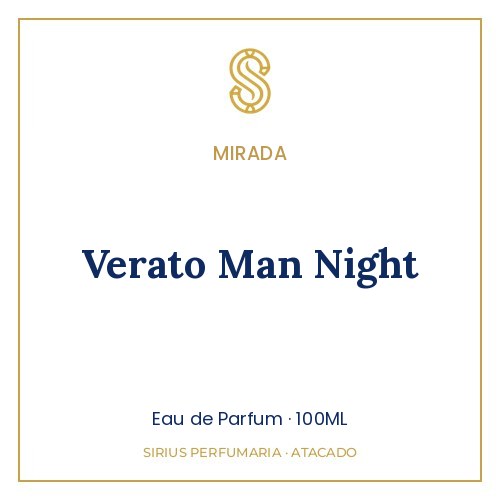 MIRADA
Verato Man Night
Eau de Parfum · 100ML
SIRIUS PERFUMARIA · ATACADO